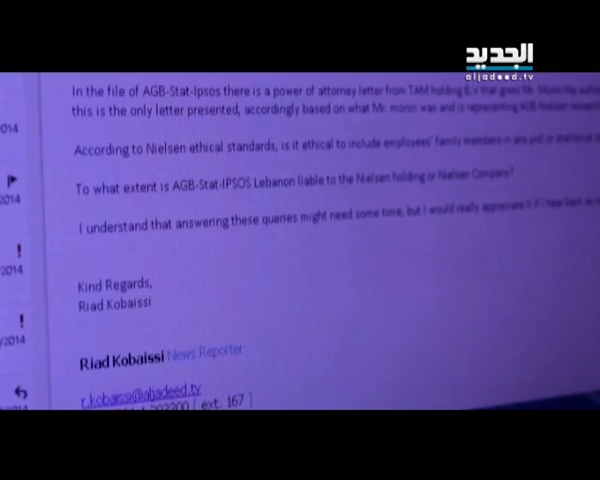 الجديد
aljadeed.tv
In the file of AGB-Stat-Ipsos there is a power of attorney letter from TAM holding B.V that gives Mr.
this is the only letter presented, accordingly based on what Mr. monin was and is representing AGB Nielsen
2014
According to Nielsen ethical standards, is it ethical to include employees' family members in
2014
To what extent is AGB-Stat-IPSOS Lebanon liable to the Nielsen holding or Nielsen Company?
I understand that answering these queries might need some time, but I would really appreciate it if I hear back
2014
Kind Regards,
Riad Kobaissi
/2014
Riad Kobaissi News Reporter
r.kobaissi@aljadeed.tv
[ ext. 167 ]